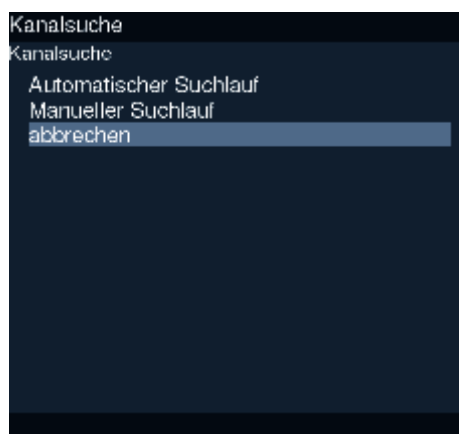 Kanalsuche
Kanalsuche
Automatischer Suchlauf
Manueller Suchlauf
abbrechen